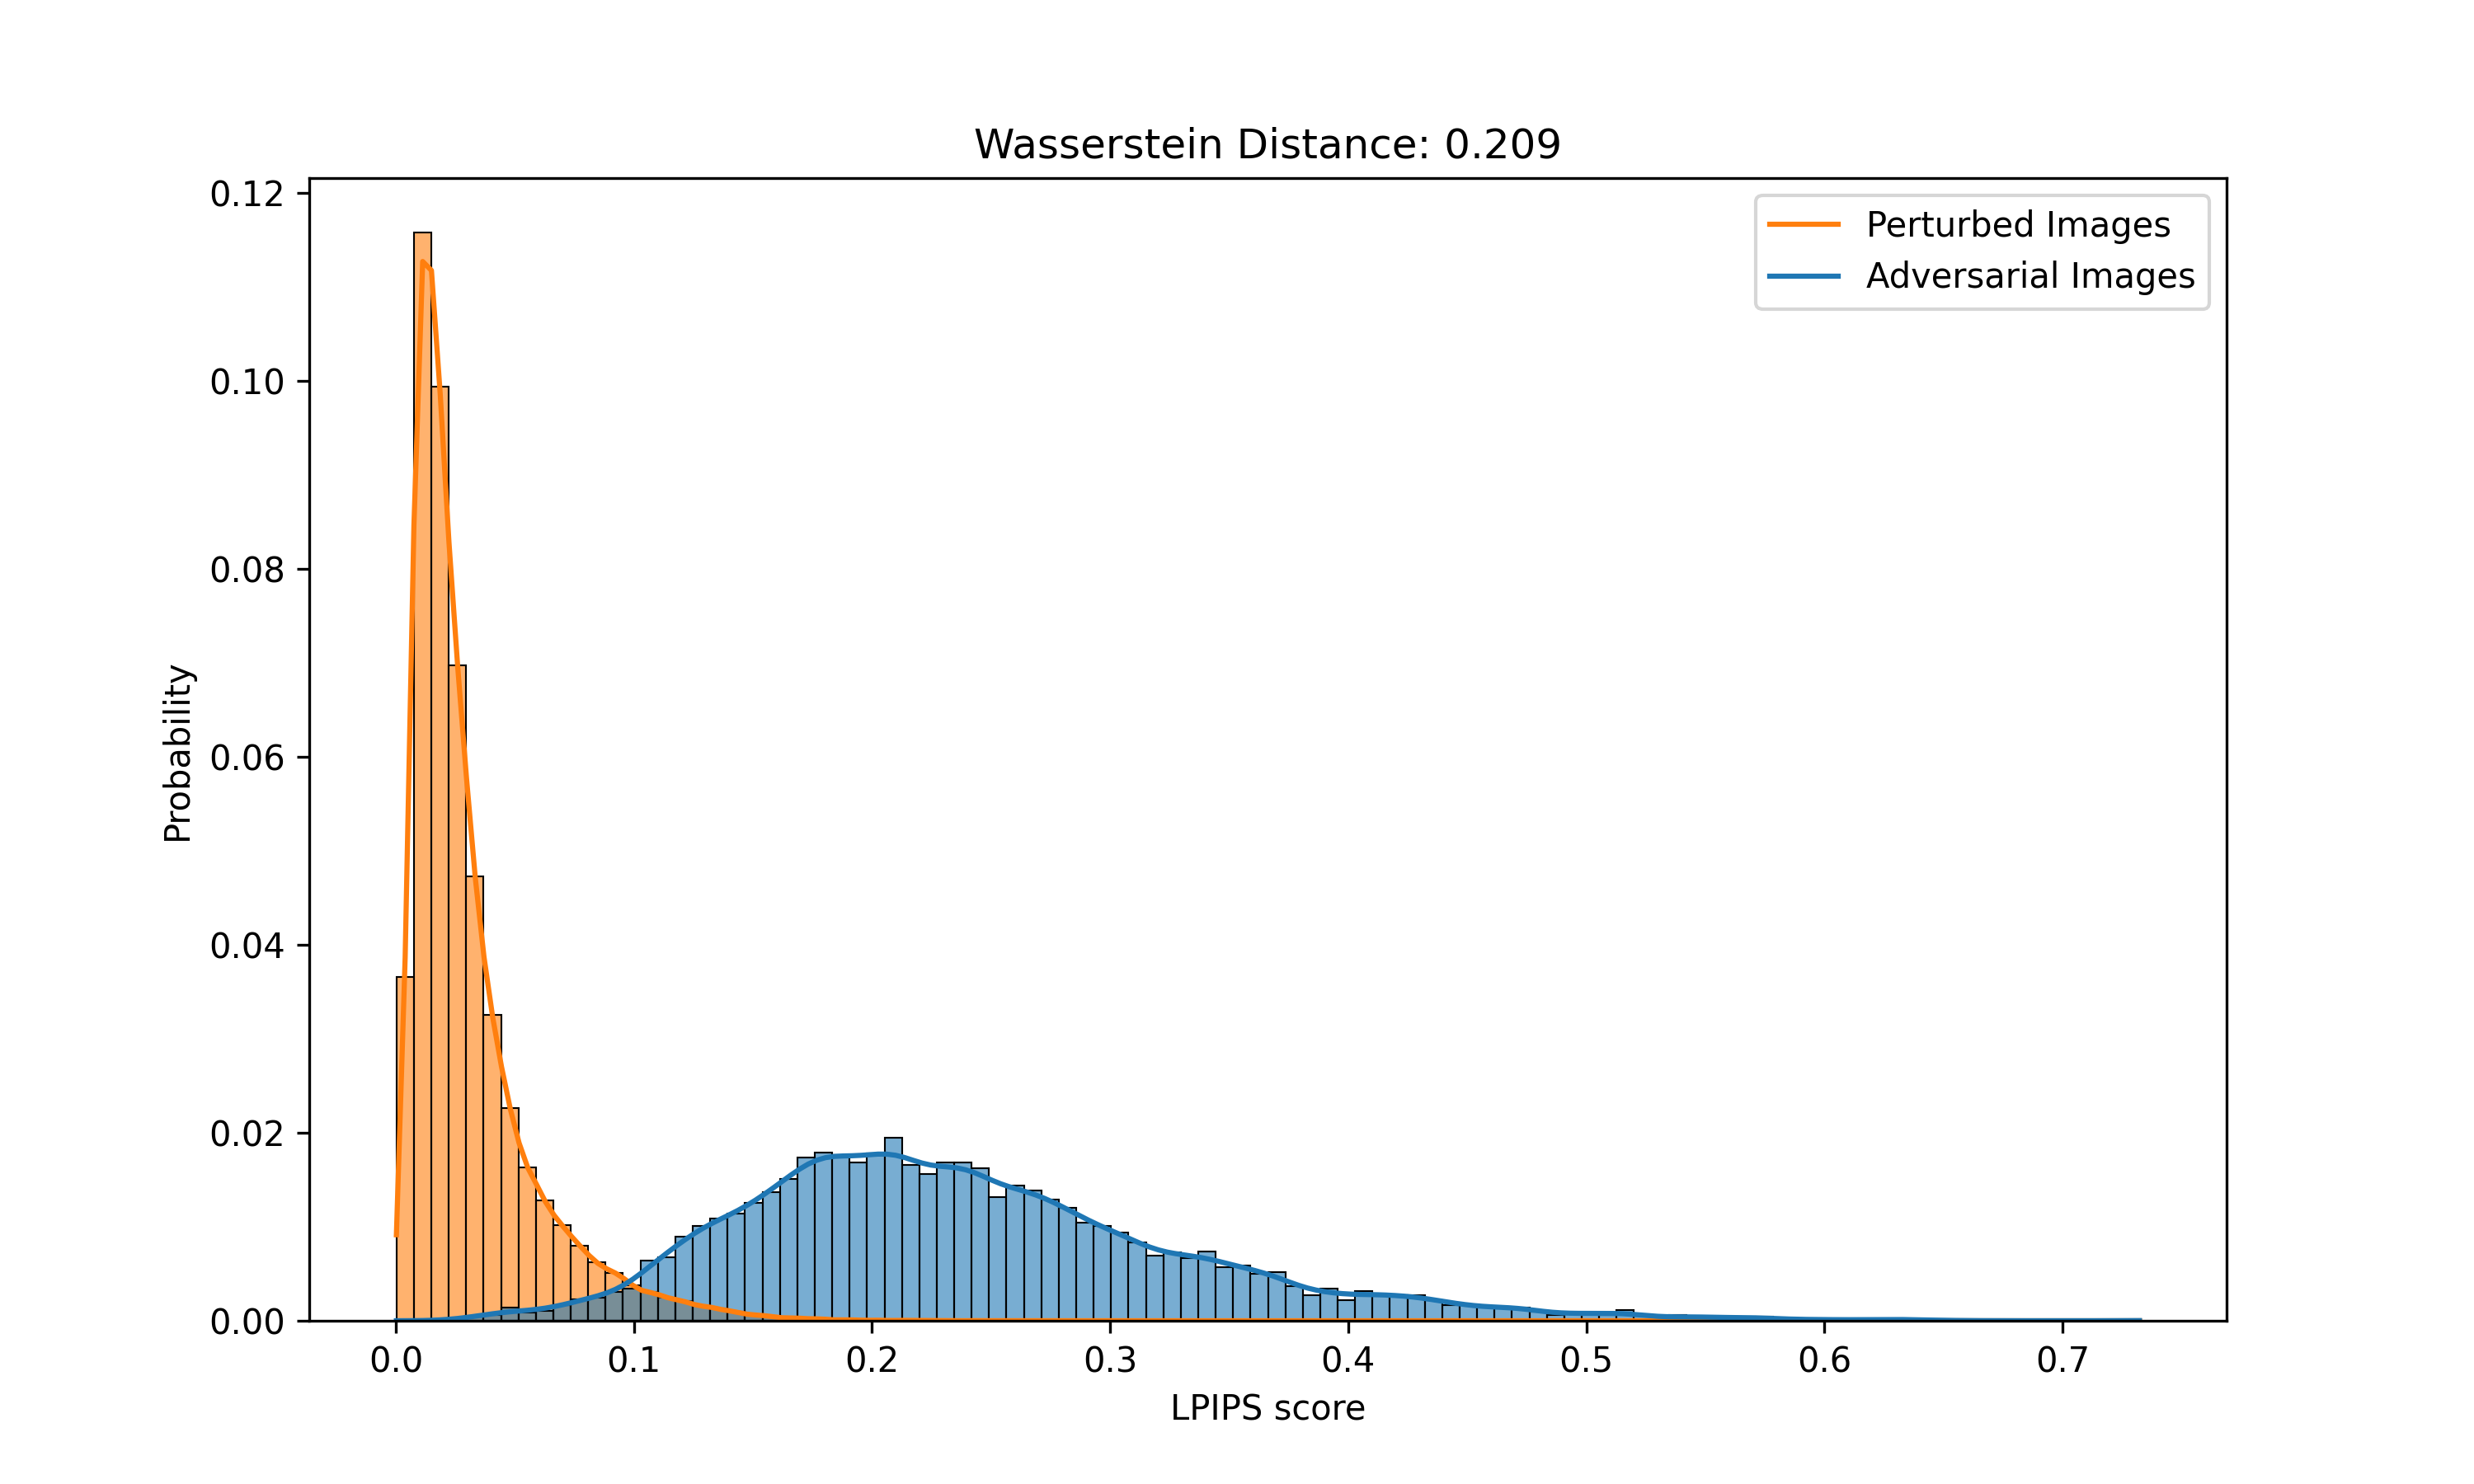 Wasserstein Distance: 0.209
Perturbed Images
Adversarial Images
Probability
0.12
0.10
0.08
0.06
0.04
0.02
0.00
0.0 0.1 0.2 0.3 0.4 0.5 0.6 0.7
LPIPS score